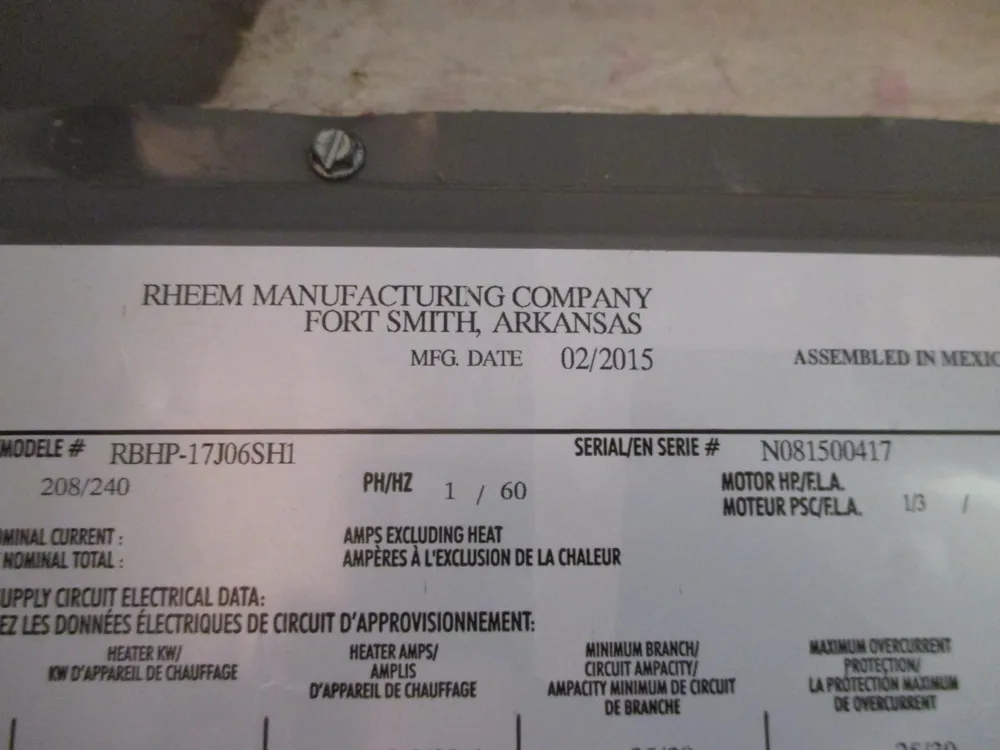 RHEEM MANUFACTURING COMPANY
FORT SMITH, ARKANSAS
MFG. DATE 02/2015 ASSEMBLED IN MEXIC
MODELE # RBHP-17J06SH1 SERIAL/EN SERIE # N081500417
208/240 PH/HZ 1 / 60 MOTOR HP/F.L.A.
MOTEUR PSC/F.L.A. 1/3 /
OMINAL CURRENT : AMPS EXCLUDING HEAT
NOMINAL TOTAL : AMPÈRES À L'EXCLUSION DE LA CHALEUR
UPPLY CIRCUIT ELECTRICAL DATA:
EZ LES DONNÉES ÉLECTRIQUES DE CIRCUIT D'APPROVISIONNEMENT:
HEATER KW/
KW D'APPAREIL DE CHAUFFAGE
HEATER AMPS/
AMPLIS
D'APPAREIL DE CHAUFFAGE
MINIMUM BRANCH/
CIRCUIT AMPACITY/
AMPACITY MINIMUM DE CIRCUIT
DE BRANCHE
MAXIMUM OVERCURRENT
PROTECTION/
LA PROTECTION MAXIMUM
DE OVERCURRENT